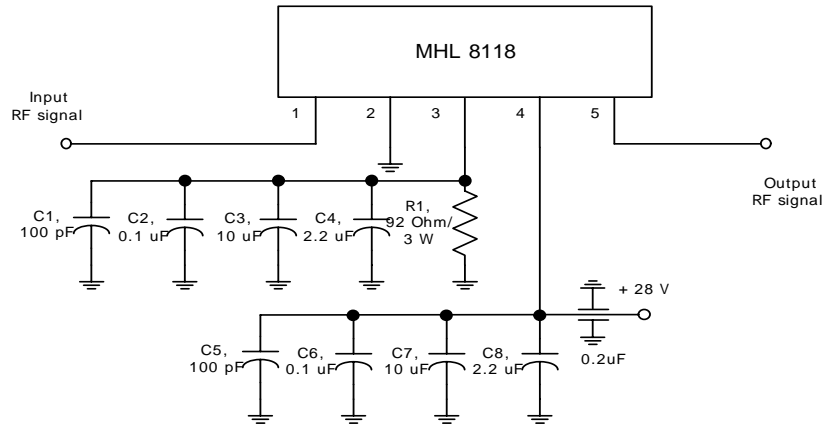 MHL 8118
Input
RF signal
1
2
3
4
5
Output
RF signal
C1,
100 pF
C2,
0.1 uF
C3,
10 uF
C4,
2.2 uF
R1,
92 Ohm/
3 W
+ 28 V
0.2uF
C5,
100 pF
C6,
0.1 uF
C7,
10 uF
C8,
2.2 uF